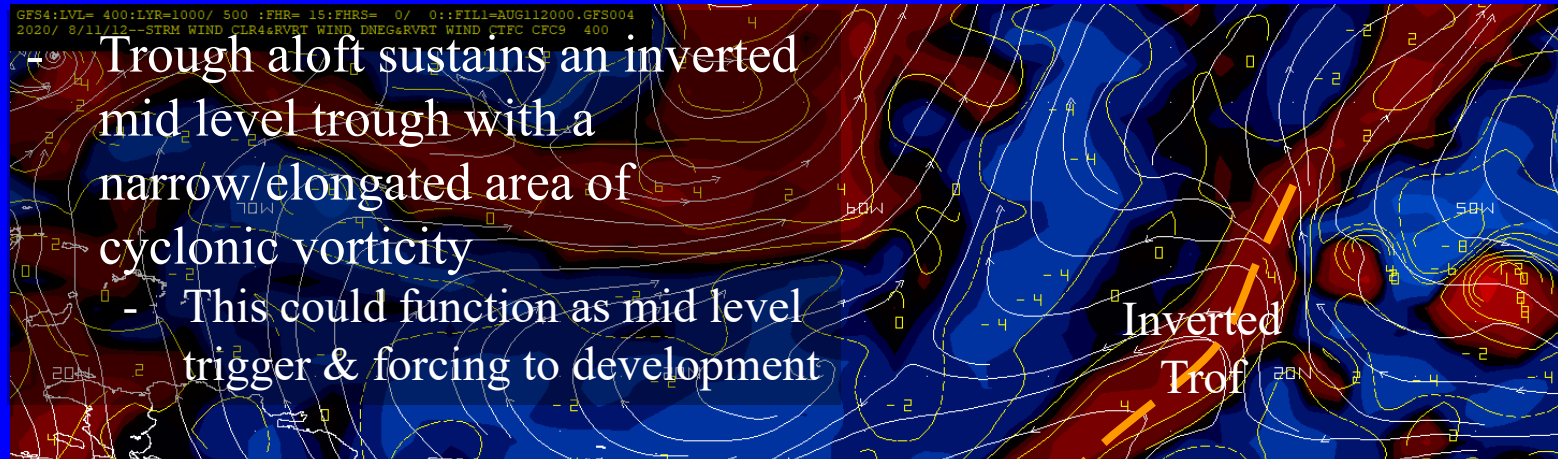 GFS4:LVL= 400:LYR=1000/ 500 :FHR= 15:FHRS=  0/  0::FIL1=AUG112000.GFS004
2020/ 8/11/12--STRM WIND CLR4&RVRT WIND DNEG&RVRT WIND CTFC CFC9  400
- Trough aloft sustains an inverted
mid level trough with a
narrow/elongated area of
cyclonic vorticity
- This could function as mid level
trigger & forcing to development
70W
60W
50W
Inverted
Trof
20N
20N